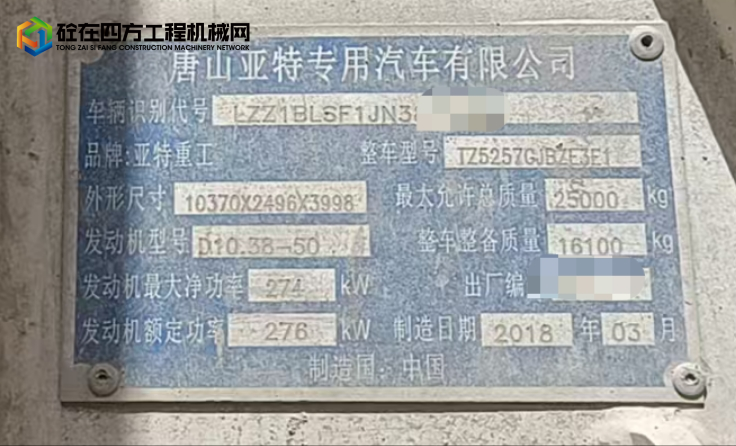 砼在四方工程机械网
TONG ZAI SI FANG CONSTRUCTION MACHINERY NETWORK
唐山亚特专用汽车有限公司
车辆识别代号 LZZ1BLSF1JN3
品牌:亚特重工 整车型号 TZ5257GJBZE3E1
外形尺寸 10370X2496X3998 最大允许总质量 25000 kg
发动机型号 D10.38-50 整车整备质量 16100 kg
发动机最大净功率 274 kW 出厂编
发动机额定功率 276 kW 制造日期 2018 年 03 月
制造国: 中国